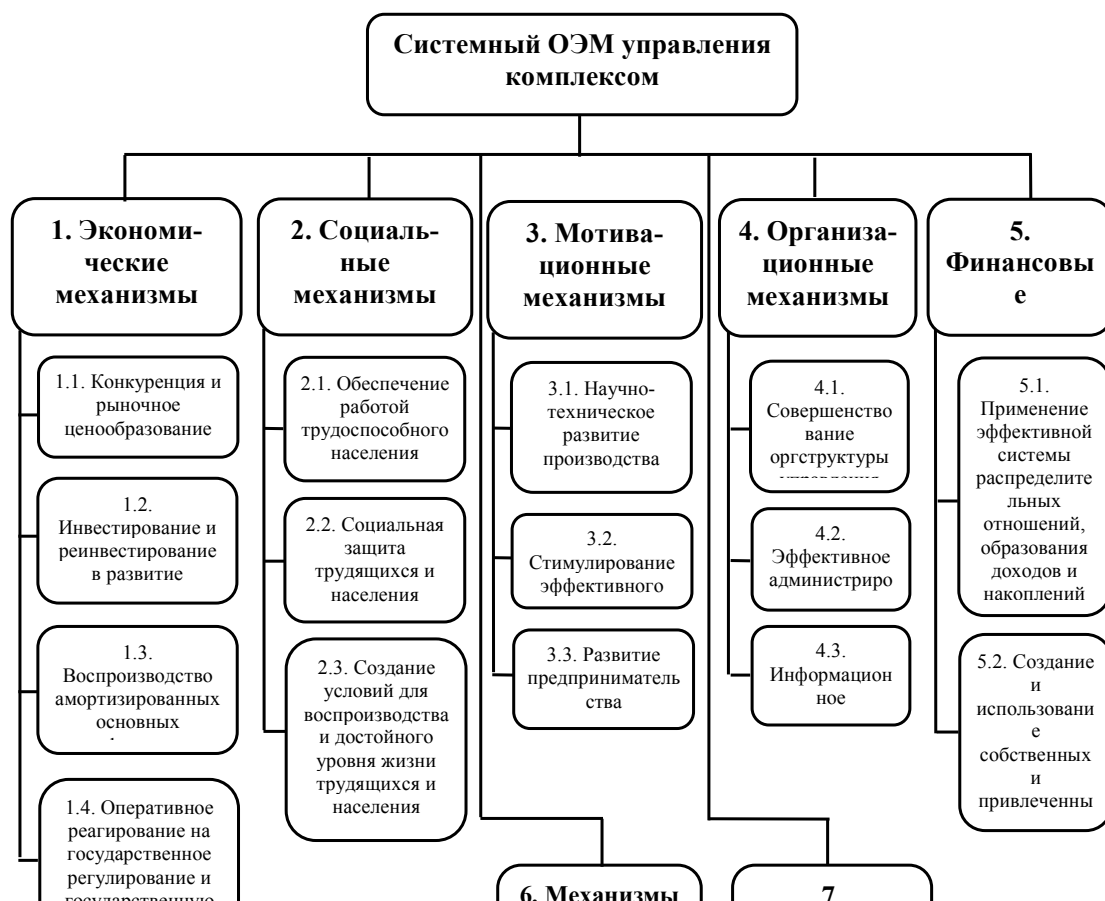 Системный ОЭМ управления
комплексом
1. Экономи-
ческие
механизмы
2. Социаль-
ные
механизмы
3. Мотива-
ционные
механизмы
4. Организа-
ционные
механизмы
5.
Финансовы
е
1.1. Конкуренция и
рыночное
ценообразование
1.2.
Инвестирование и
реинвестирование
в развитие
1.3.
Воспроизводство
амортизированных
основных
1.4. Оперативное
реагирование на
государственное
регулирование и
государственную
2.1. Обеспечение
работой
трудоспособного
населения
2.2. Социальная
защита
трудящихся и
населения
2.3. Создание
условий для
воспроизводства
и достойного
уровня жизни
трудящихся и
населения
3.1. Научно-
техническое
развитие
производства
3.2.
Стимулирование
эффективного
3.3. Развитие
предприниматель
ства
4.1.
Совершенство
вание
оргструктуры
управления
4.2.
Эффективное
администриро
4.3.
Информацион
ное
5.1.
Применение
эффективной
системы
распределите
льных
отношений,
образования
доходов и
накоплений
5.2. Создание
и
использовани
е
собственных
и
привлеченны
6. Механизмы
7